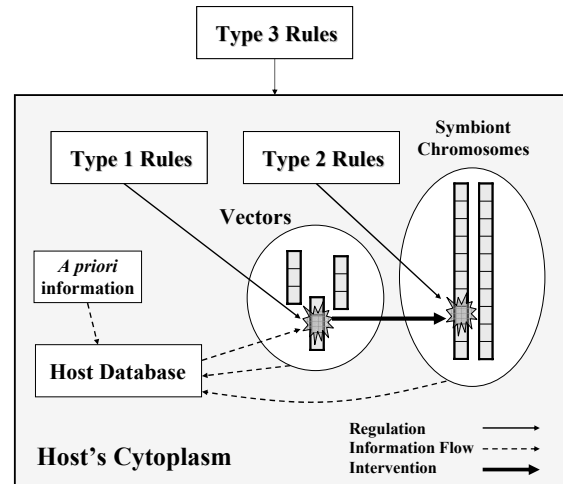 Type 3 Rules
Symbiont
Chromosomes
Type 1 Rules
Type 2 Rules
Vectors
A priori
information
Host Database
Regulation
Information Flow
Intervention
Host's Cytoplasm